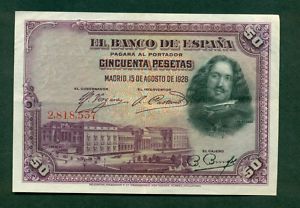 50
50
EL BANCO DE ESPAÑA
PAGARÁ AL PORTADOR
CINCUENTA PESETAS
MADRID, 15 DE AGOSTO DE 1928
EL GOBERNADOR
EL INTERVENTOR
2,818,557
EL CAJERO
50
50